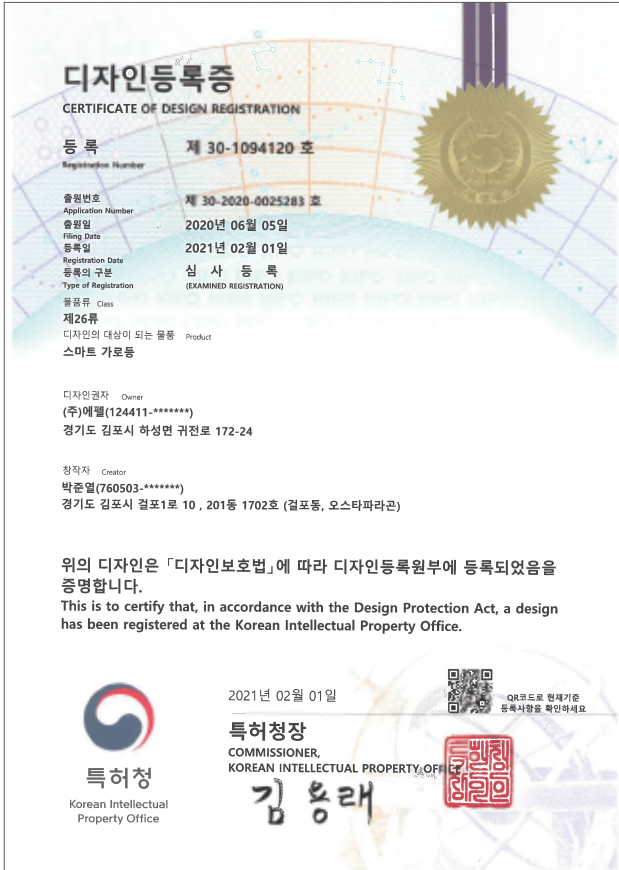 디자인등록증
CERTIFICATE OF DESIGN REGISTRATION
등 록 제 30-1094120 호
Registration Number
출원번호 제 30-2020-0025283 호
Application Number
출원일 2020년 06월 05일
Filing Date
등록일 2021년 02월 01일
Registration Date
등록의 구분 심 사 등 록
Type of Registration (EXAMINED REGISTRATION)
물품류 Class
제26류
디자인의 대상이 되는 물품 Product
스마트 가로등
디자인권자 Owner
(주)에펠(124411-*******)
경기도 김포시 하성면 귀전로 172-24
창작자 Creator
박준열(760503-*******)
경기도 김포시 걸포1로 10 , 201동 1702호 (걸포동, 오스타파라곤)
위의 디자인은 「디자인보호법」에 따라 디자인등록원부에 등록되었음을
증명합니다.
This is to certify that, in accordance with the Design Protection Act, a design
has been registered at the Korean Intellectual Property Office.
2021년 02월 01일
QR코드로 현재기준
등록사항을 확인하세요
특허청장
COMMISSIONER,
KOREAN INTELLECTUAL PROPERTY OFFICE
김용래
특허청
Korean Intellectual
Property Office